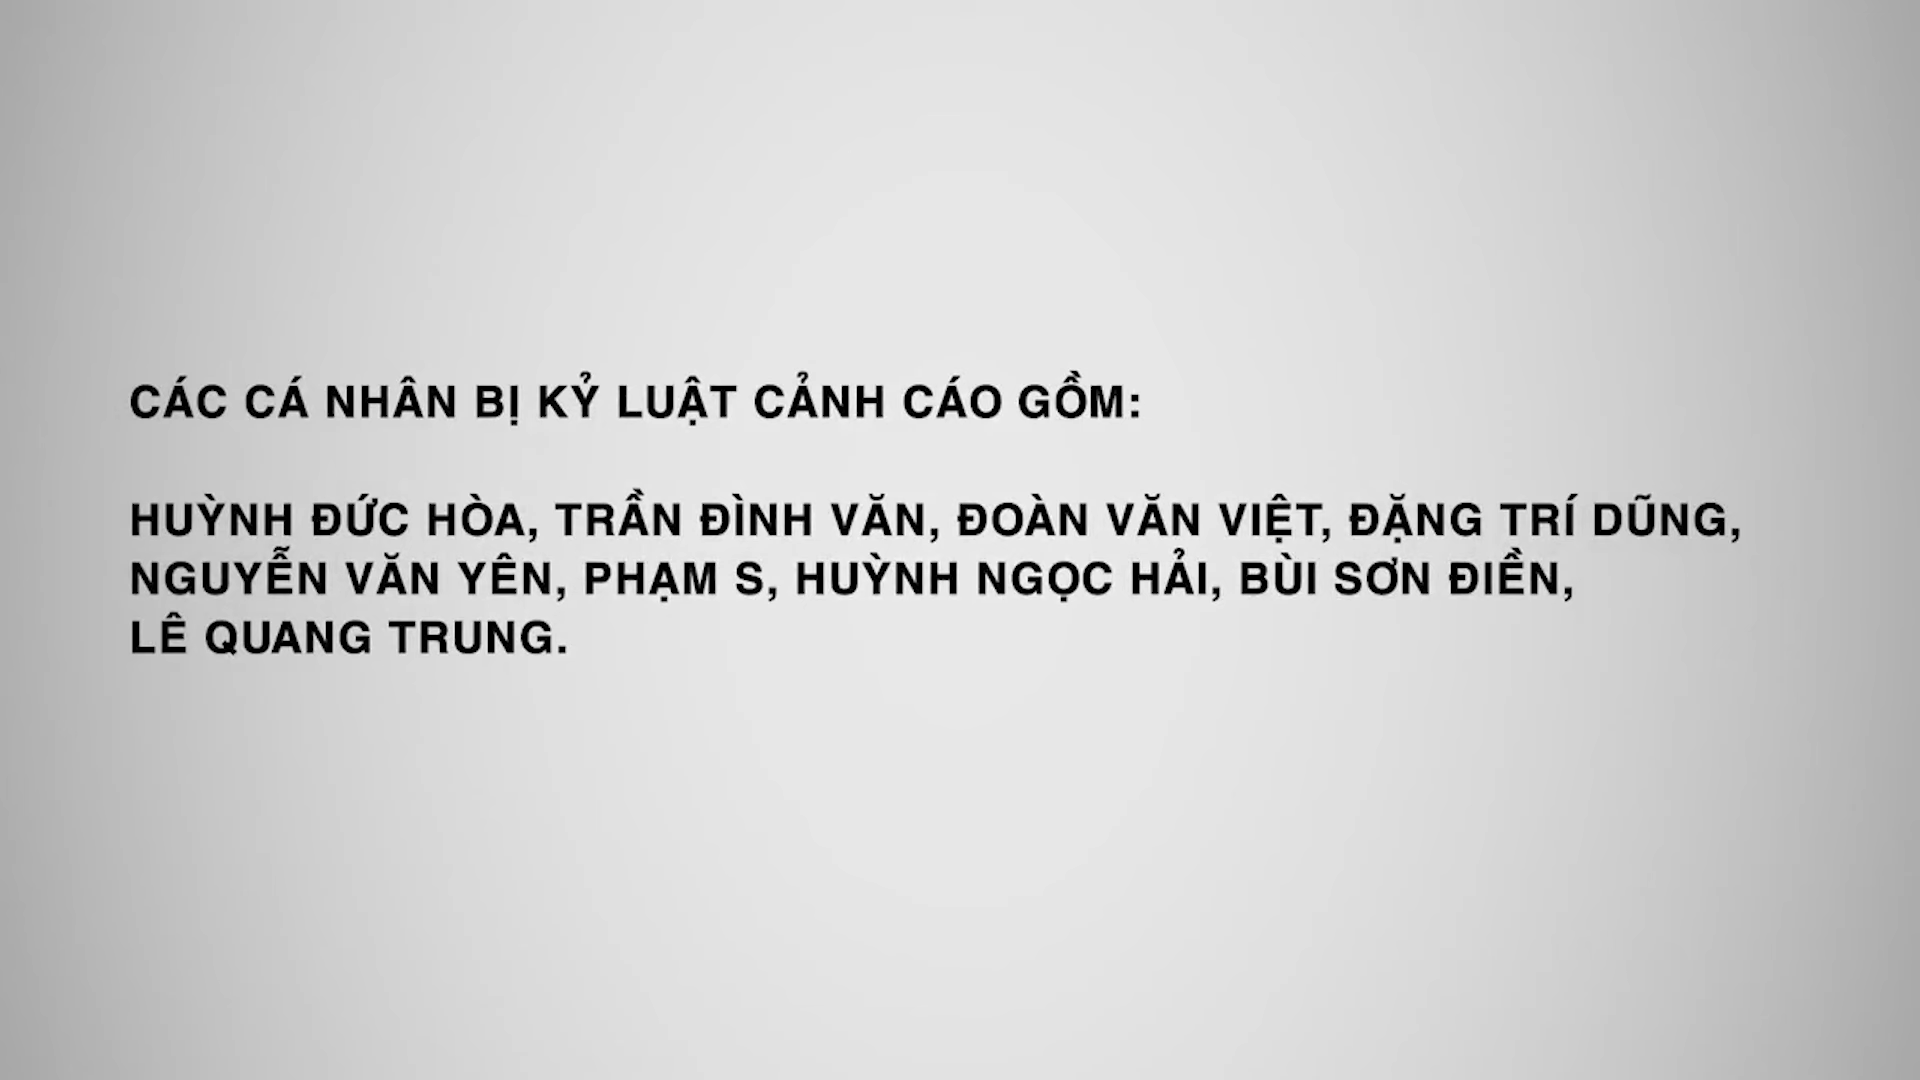 CÁC CÁ NHÂN BỊ KỶ LUẬT CẢNH CÁO GỒM:
HUỲNH ĐỨC HÒA, TRẦN ĐÌNH VĂN, ĐOÀN VĂN VIỆT, ĐẶNG TRÍ DŨNG,
NGUYỄN VĂN YÊN, PHẠM S, HUỲNH NGỌC HẢI, BÙI SƠN ĐIỀN,
LÊ QUANG TRUNG.